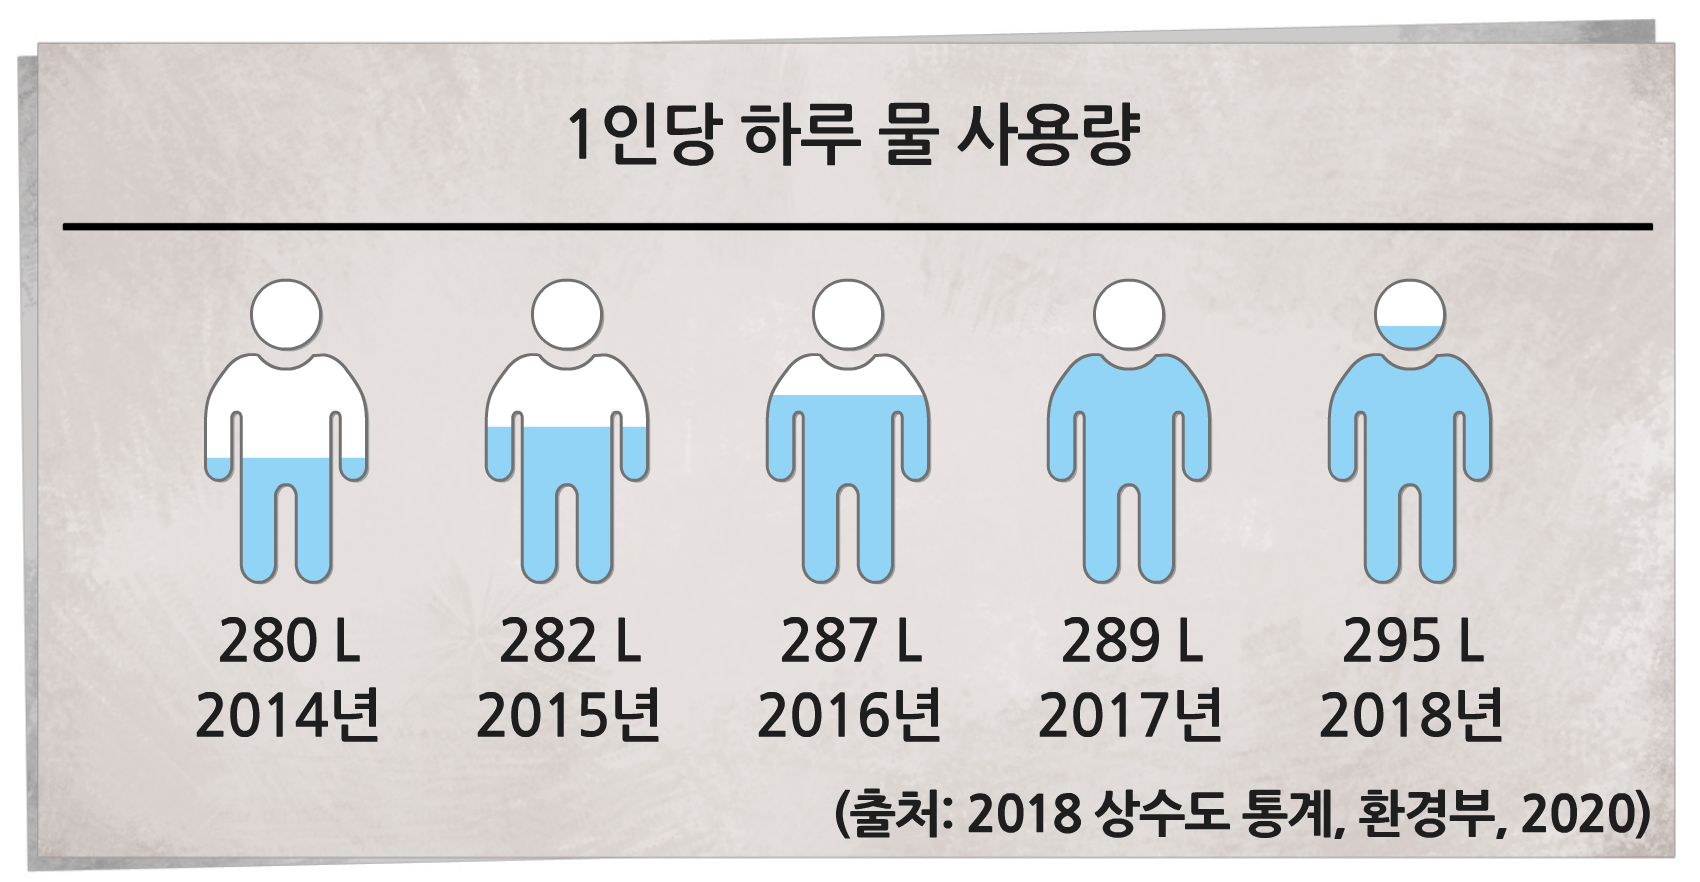 1인당 하루 물 사용량
280 L 282 L 287 L 289 L 295 L
2014년 2015년 2016년 2017년 2018년
(출처: 2018 상수도 통계, 환경부, 2020)